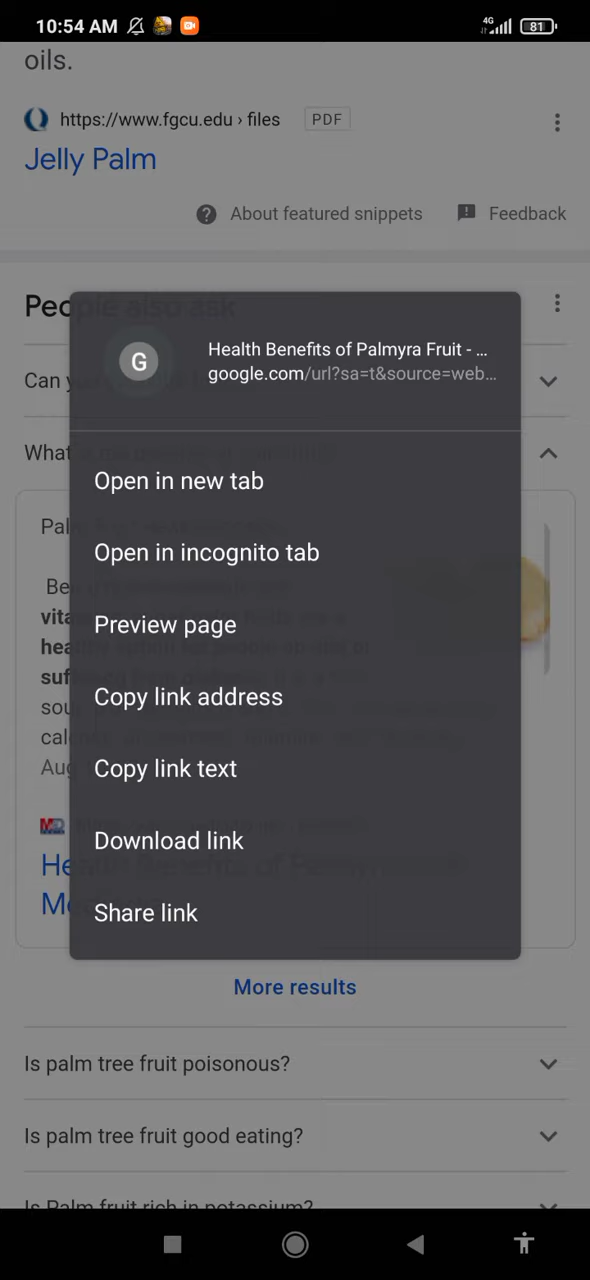 10:54 AM
4G
81
oils.
https://www.fgcu.edu › files
PDF
Jelly Palm
About featured snippets
Feedback
People also ask
G
Health Benefits of Palmyra Fruit - ...
google.com/url?sa=t&source=web...
Can
What
Open in new tab
Open in incognito tab
Preview page
Copy link address
Copy link text
Download link
Share link
More results
Is palm tree fruit poisonous?
Is palm tree fruit good eating?
Is Palm fruit rich in potassium?